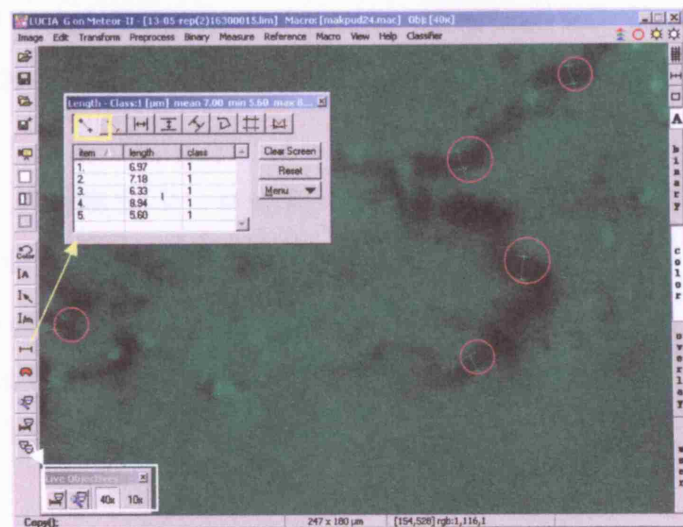 LUCIA G on Meteor II - [13-05-rep(2)16300015.lim] Macro: [makpud24.mac] Obj: [40x]
Image Edit Transform Preprocess Binary Measure Reference Macro View Help Classifier
Length - Class:1 [µm] mean 7.00 min 5.60 max 8...
item / length class
1. 6.97 1
2. 7.18 1
3. 6.33 1
4. 8.94 1
5. 5.60 1
Clear Screen
Reset
Menu
A
binary
color
overlay
Color
Live Objectives
40x 10x
Copy(); 247 x 180 µm [154,528] rgb:1,116,1